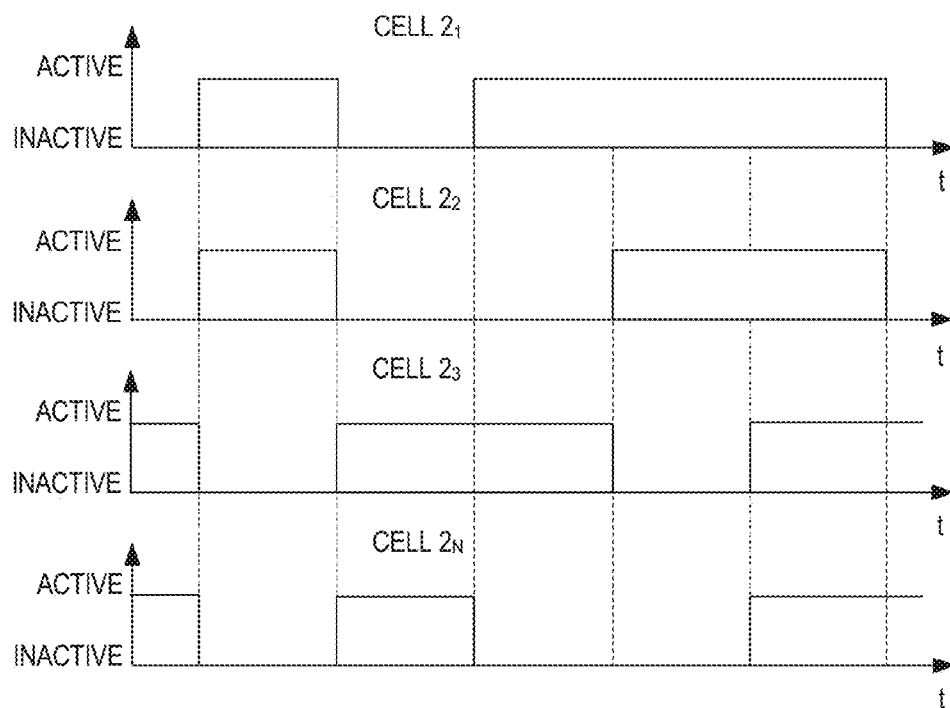 CELL 2₁
ACTIVE
INACTIVE
t
CELL 2₂
ACTIVE
INACTIVE
t
CELL 2₃
ACTIVE
INACTIVE
t
CELL 2N
ACTIVE
INACTIVE
t